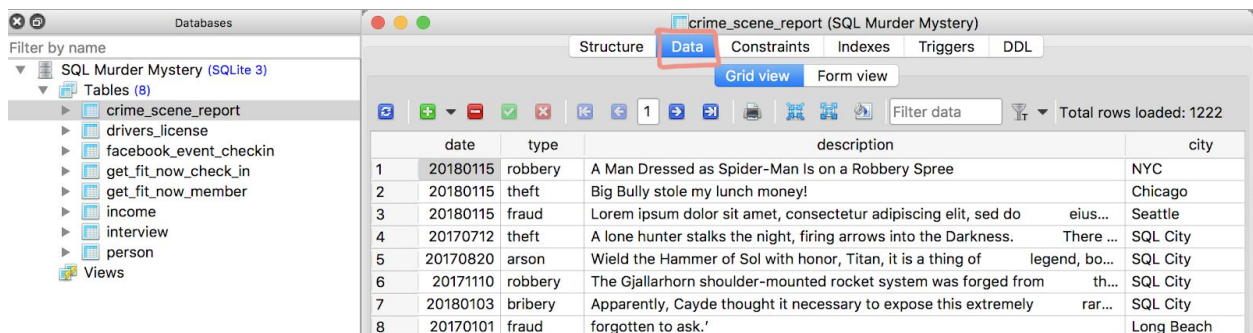 Databases
Filter by name
SQL Murder Mystery (SQLite 3)
Tables (8)
crime_scene_report
drivers_license
facebook_event_checkin
get_fit_now_check_in
get_fit_now_member
income
interview
person
Views
crime_scene_report (SQL Murder Mystery)
Structure Data Constraints Indexes Triggers DDL
Grid view Form view
1 Filter data Total rows loaded: 1222
date type description city
1 20180115 robbery A Man Dressed as Spider-Man Is on a Robbery Spree NYC
2 20180115 theft Big Bully stole my lunch money! Chicago
3 20180115 fraud Lorem ipsum dolor sit amet, consectetur adipiscing elit, sed do eius... Seattle
4 20170712 theft A lone hunter stalks the night, firing arrows into the Darkness. There ... SQL City
5 20170820 arson Wield the Hammer of Sol with honor, Titan, it is a thing of legend, bo... SQL City
6 20171110 robbery The Gjallarhorn shoulder-mounted rocket system was forged from th... SQL City
7 20180103 bribery Apparently, Cayde thought it necessary to expose this extremely rar... SQL City
8 20170101 fraud forgotten to ask.’ Long Beach